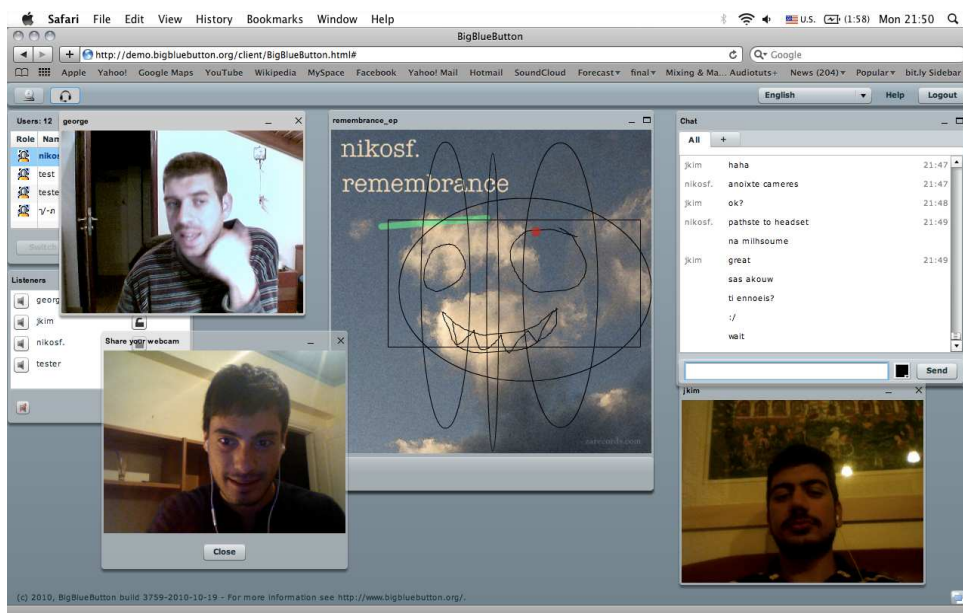 Safari File Edit View History Bookmarks Window Help
U.S. (1:58) Mon 21:50
BigBlueButton
http://demo.bigbluebutton.org/client/BigBlueButton.html#
Google
Apple Yahoo! Google Maps YouTube Wikipedia MySpace Facebook Yahoo! Mail Hotmail SoundCloud Forecast final Mixing & Ma... Audiotuts+ News (204) Popular bit.ly Sidebar
English Help Logout
Users: 12
Role Nam
nikos
test
teste
Switch
george
Listeners
georg
jkim
nikosf.
tester
Share your webcam
Close
remembrance_ep
nikosf.
remembrance
Chat
All +
jkim haha 21:47
nikosf. anoixte cameres 21:47
jkim ok? 21:48
nikosf. pathste to headset 21:49
na milhsoume
jkim great 21:49
sas akouw
ti ennoeis?
:/
wait
Send
jkim
(c) 2010, BigBlueButton build 3759-2010-10-19 - For more information see http://www.bigbluebutton.org/.